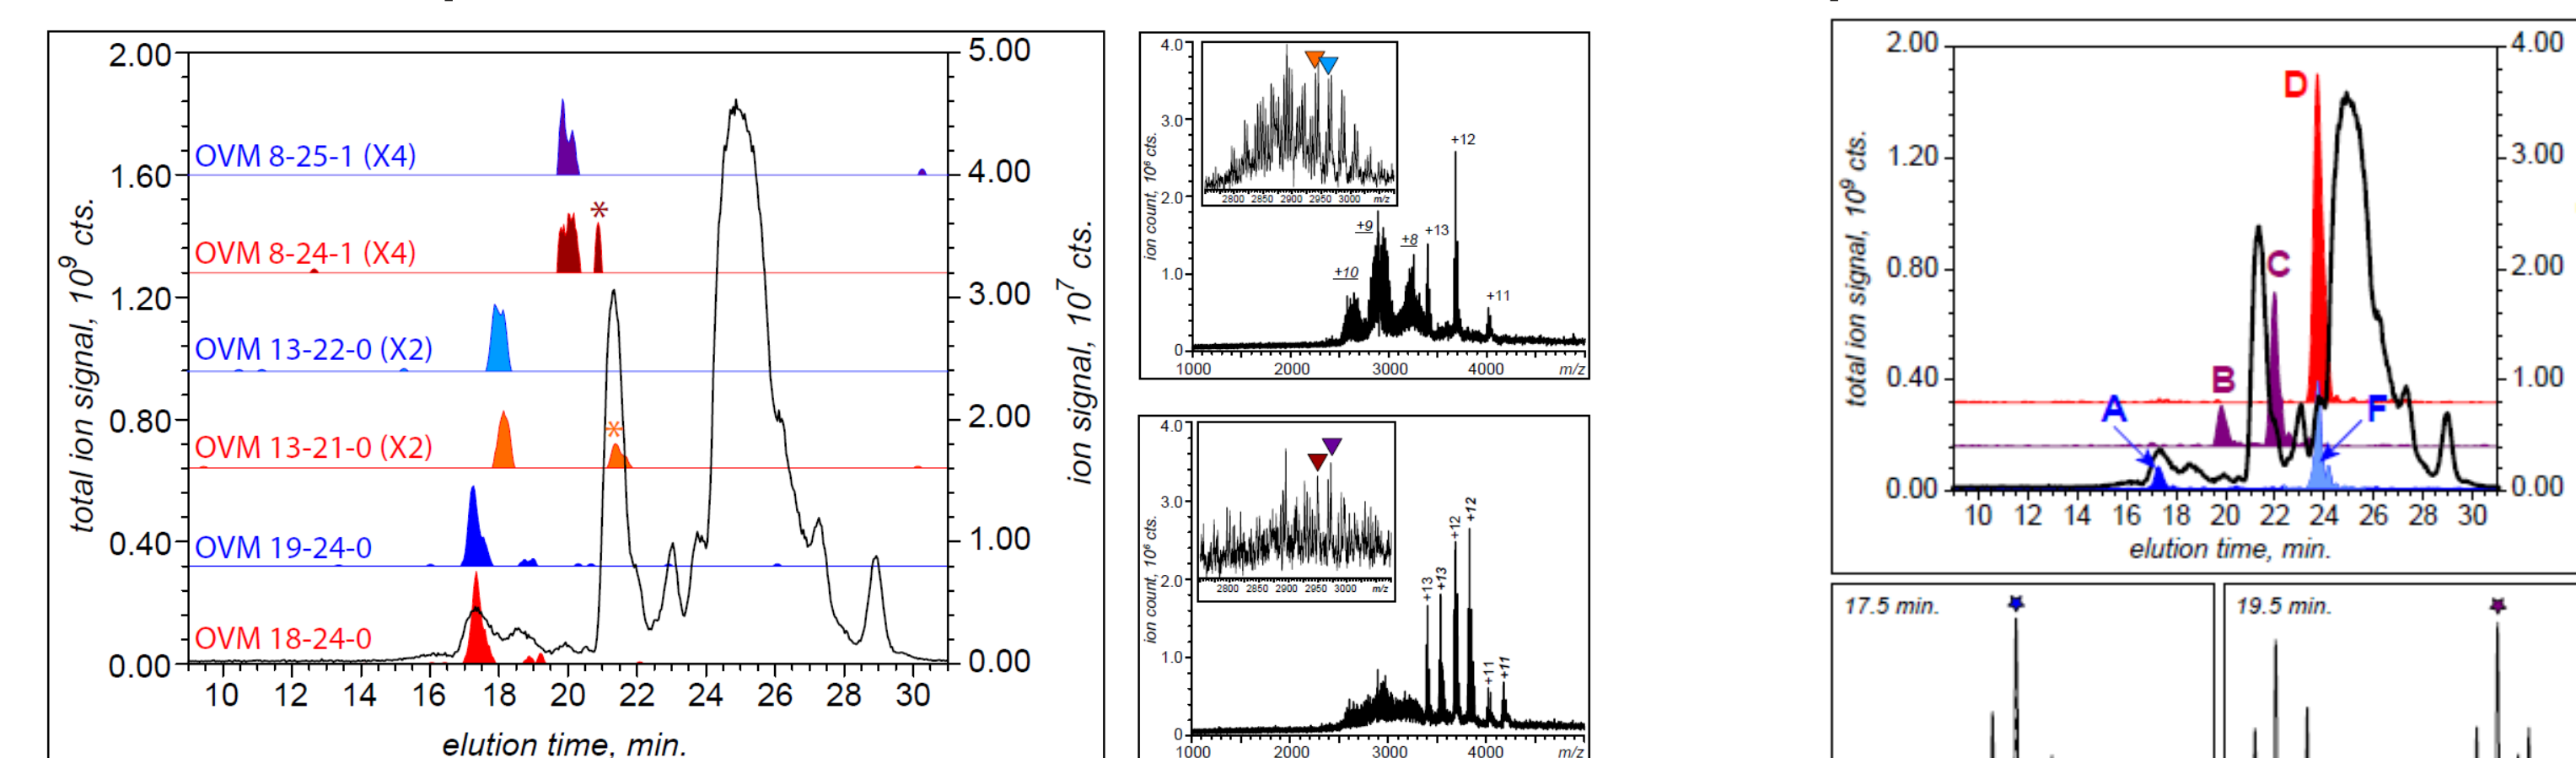 2.00
1.60
1.20
0.80
0.40
0.00
total ion signal, 10⁹ cts.
5.00
4.00
3.00
2.00
1.00
0.00
ion signal, 10⁷ cts.
OVM 8-25-1 (X4)
OVM 8-24-1 (X4)
*
OVM 13-22-0 (X2)
OVM 13-21-0 (X2)
*
OVM 19-24-0
OVM 18-24-0
10 12 14 16 18 20 22 24 26 28 30
elution time, min.
4.0
3.0
2.0
1.0
0
ion count, 10⁶ cts.
2800 2850 2900 2950 3000 m/z
+10
+9
+8
+13
+12
+11
1000 2000 3000 4000 m/z
4.0
3.0
2.0
1.0
0
ion count, 10⁶ cts.
2800 2850 2900 2950 3000 m/z
+13
+13
+12
+12
+11
+11
1000 2000 3000 4000 m/z
2.00
1.20
0.80
0.40
0.00
total ion signal, 10⁹ cts.
4.00
3.00
2.00
1.00
0.00
D
C
B
A
F
10 12 14 16 18 20 22 24 26 28 30
elution time, min.
17.5 min.
19.5 min.